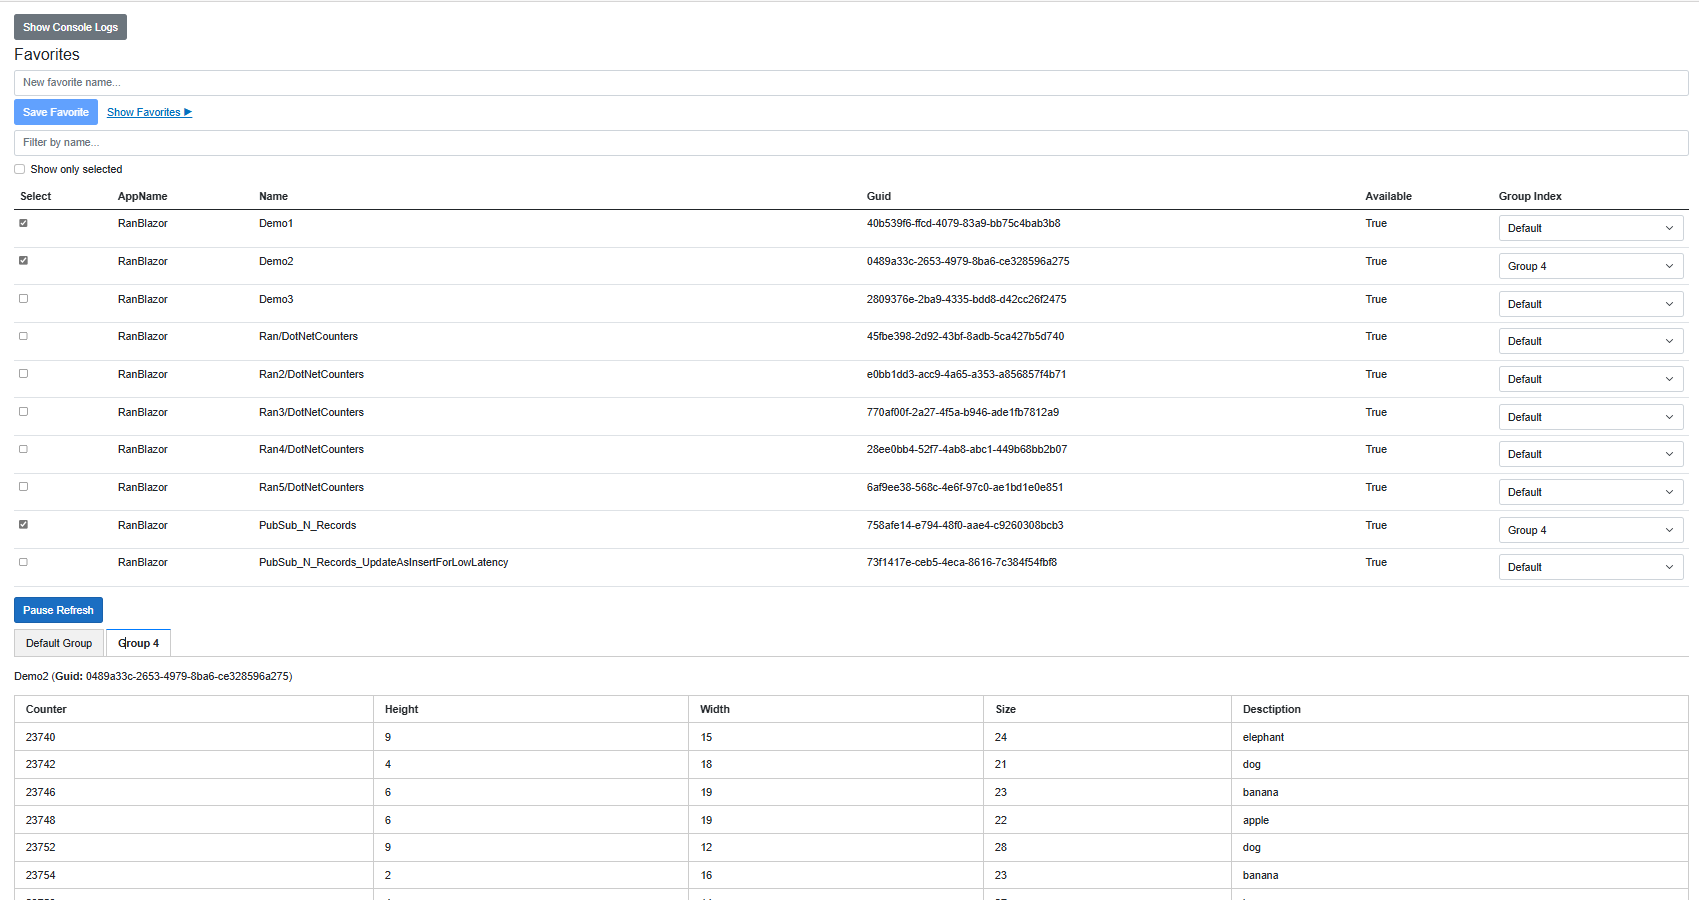 Show Console Logs
Favorites
New favorite name...
Save Favorite Show Favorites ▶
Filter by name...
Show only selected
Select AppName Name Guid Available Group Index
RanBlazor Demo1 40b539f6-ffcd-4079-83a9-bb75c4bab3b8 True Default
RanBlazor Demo2 0489a33c-2653-4979-8ba6-ce328596a275 True Group 4
RanBlazor Demo3 2809376e-2ba9-4335-bdd8-d42cc26f2475 True Default
RanBlazor Ran/DotNetCounters 45fbe398-2d92-43bf-8adb-5ca427b5d740 True Default
RanBlazor Ran2/DotNetCounters e0bb1dd3-acc9-4a65-a353-a856857f4b71 True Default
RanBlazor Ran3/DotNetCounters 770af00f-2a27-4f5a-b946-ade1fb7812a9 True Default
RanBlazor Ran4/DotNetCounters 28ee0bb4-52f7-4ab8-abc1-449b68bb2b07 True Default
RanBlazor Ran5/DotNetCounters 6af9ee38-568c-4e6f-97c0-ae1bd1e0e851 True Default
RanBlazor PubSub_N_Records 758afe14-e794-48f0-aae4-c9260308bcb3 True Group 4
RanBlazor PubSub_N_Records_UpdateAsInsertForLowLatency 73f1417e-ceb5-4eca-8616-7c384f54fbf8 True Default
Pause Refresh
Default Group Group 4
Demo2 (Guid: 0489a33c-2653-4979-8ba6-ce328596a275)
Counter Height Width Size Desctiption
23740 9 15 24 elephant
23742 4 18 21 dog
23746 6 19 23 banana
23748 6 19 22 apple
23752 9 12 28 dog
23754 2 16 23 banana